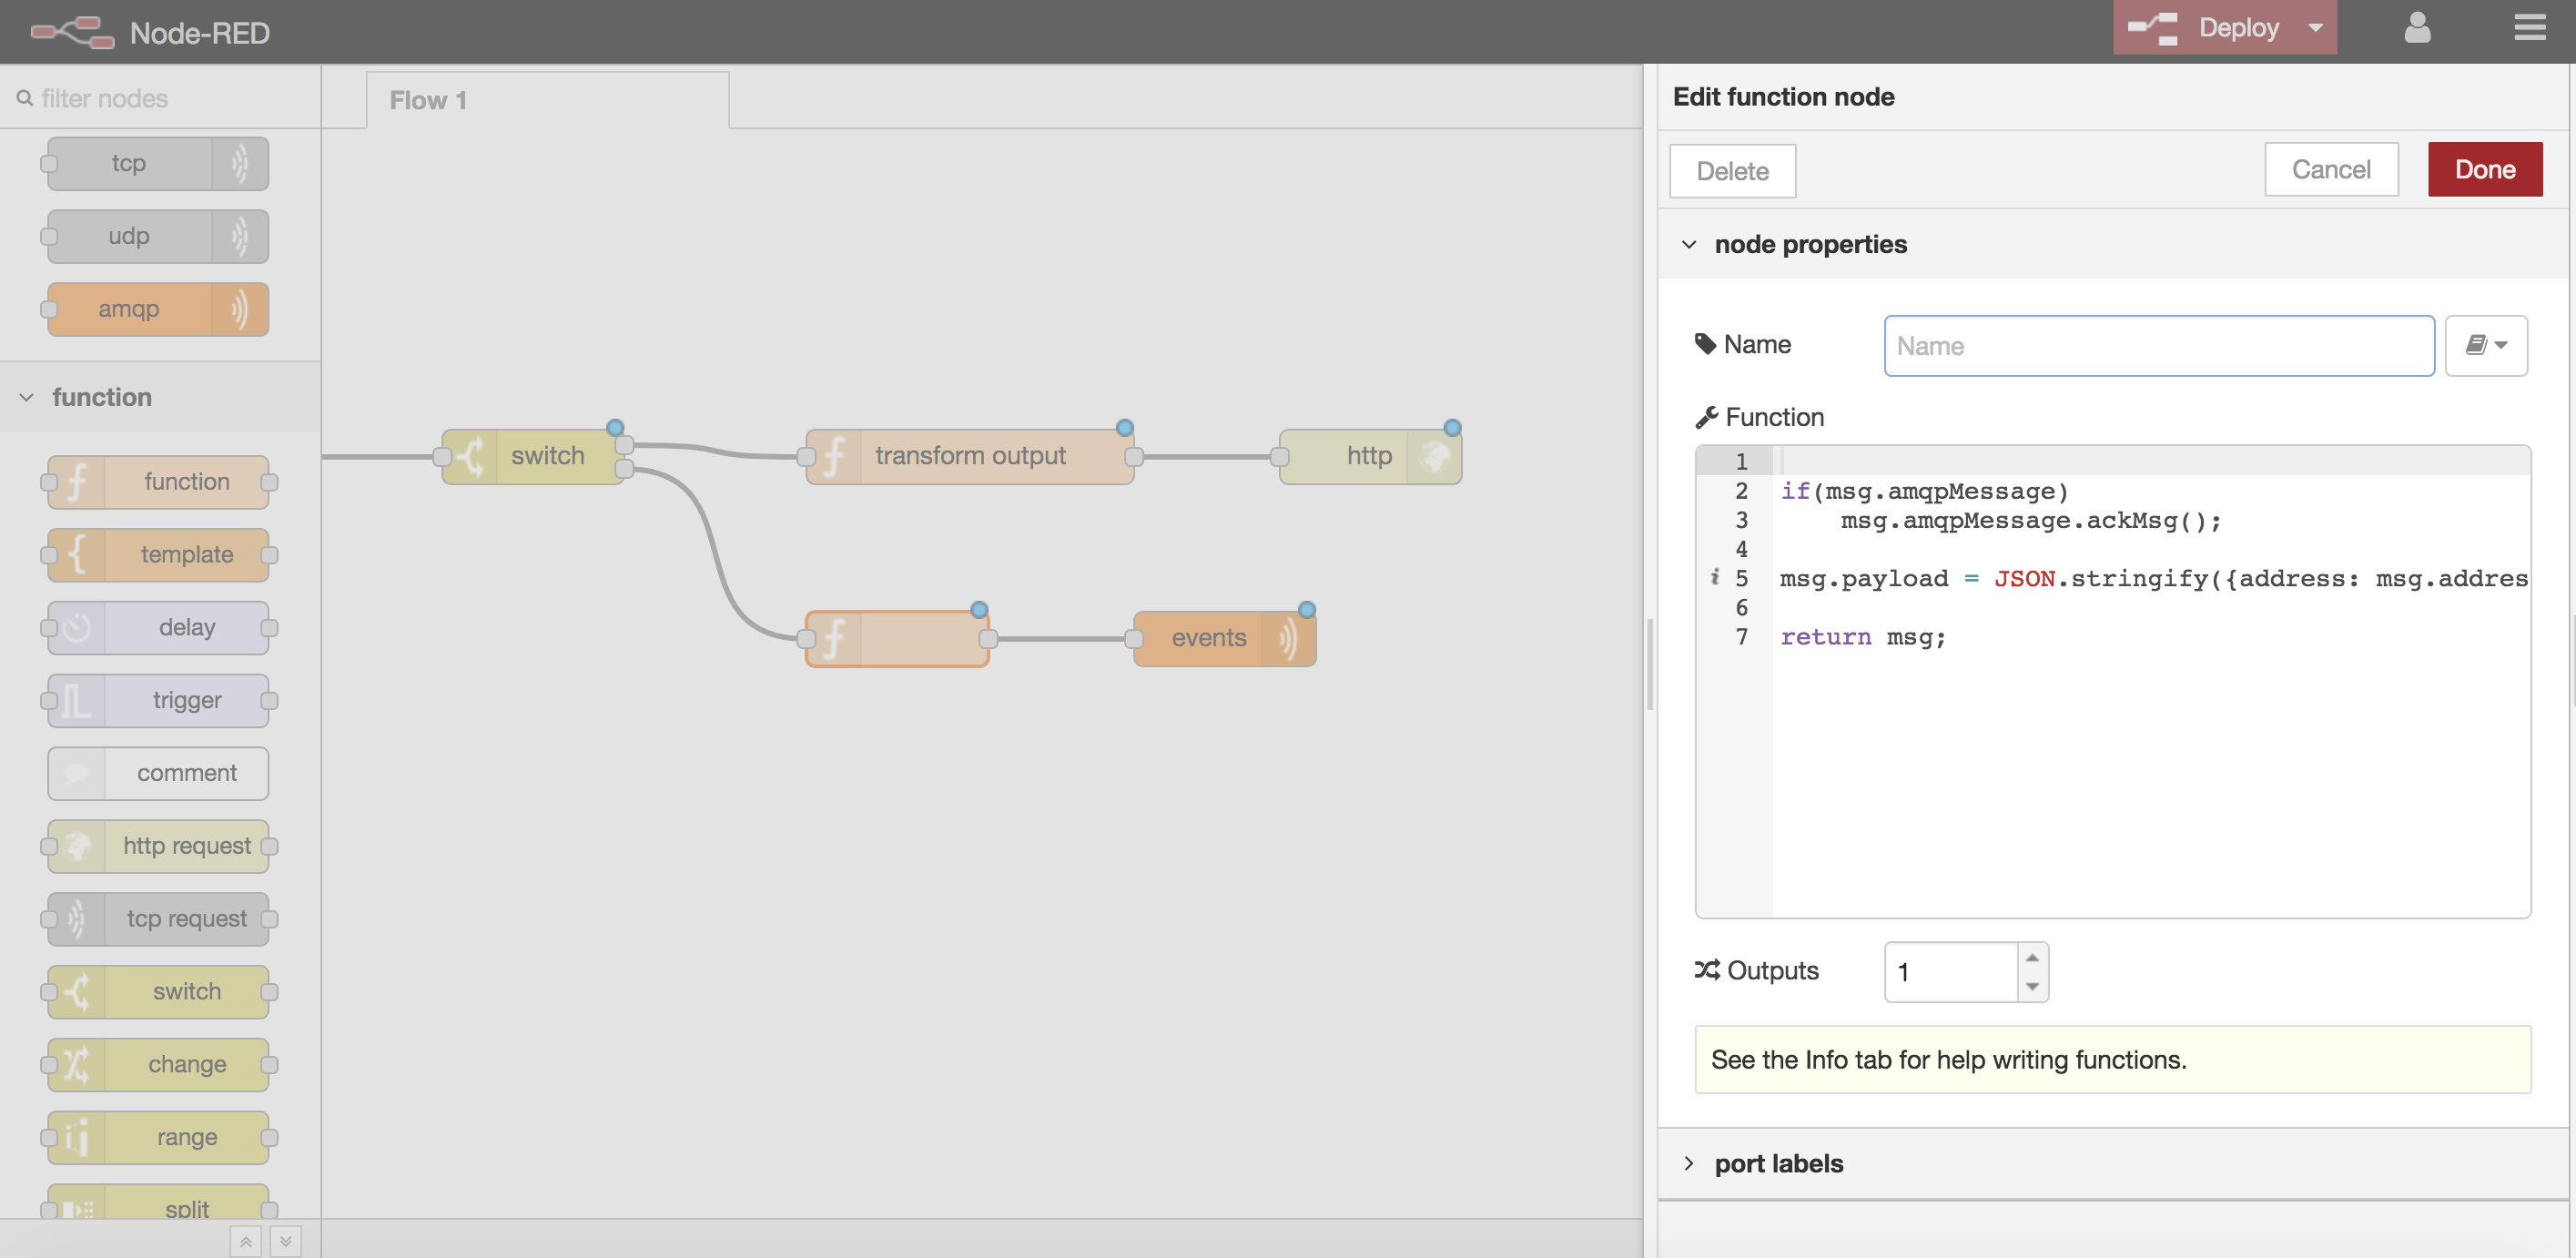 Node-RED
Deploy
filter nodes
Flow 1
tcp
udp
amqp
function
function
template
delay
trigger
comment
http request
tcp request
switch
change
range
split
switch
transform output
http
events
Edit function node
Delete
Cancel
Done
node properties
Name
Name
Function
1
2 if(msg.amqpMessage)
3 msg.amqpMessage.ackMsg();
4
5 msg.payload = JSON.stringify({address: msg.addres
6
7 return msg;
Outputs
1
See the Info tab for help writing functions.
port labels